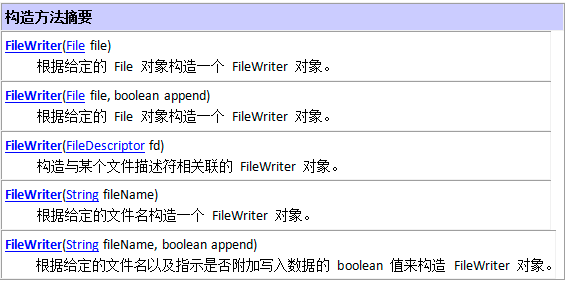 构造方法摘要
FileWriter(File file)
根据给定的 File 对象构造一个 FileWriter 对象。
FileWriter(File file, boolean append)
根据给定的 File 对象构造一个 FileWriter 对象。
FileWriter(FileDescriptor fd)
构造与某个文件描述符相关联的 FileWriter 对象。
FileWriter(String fileName)
根据给定的文件名构造一个 FileWriter 对象。
FileWriter(String fileName, boolean append)
根据给定的文件名以及指示是否附加写入数据的 boolean 值来构造 FileWriter 对象。